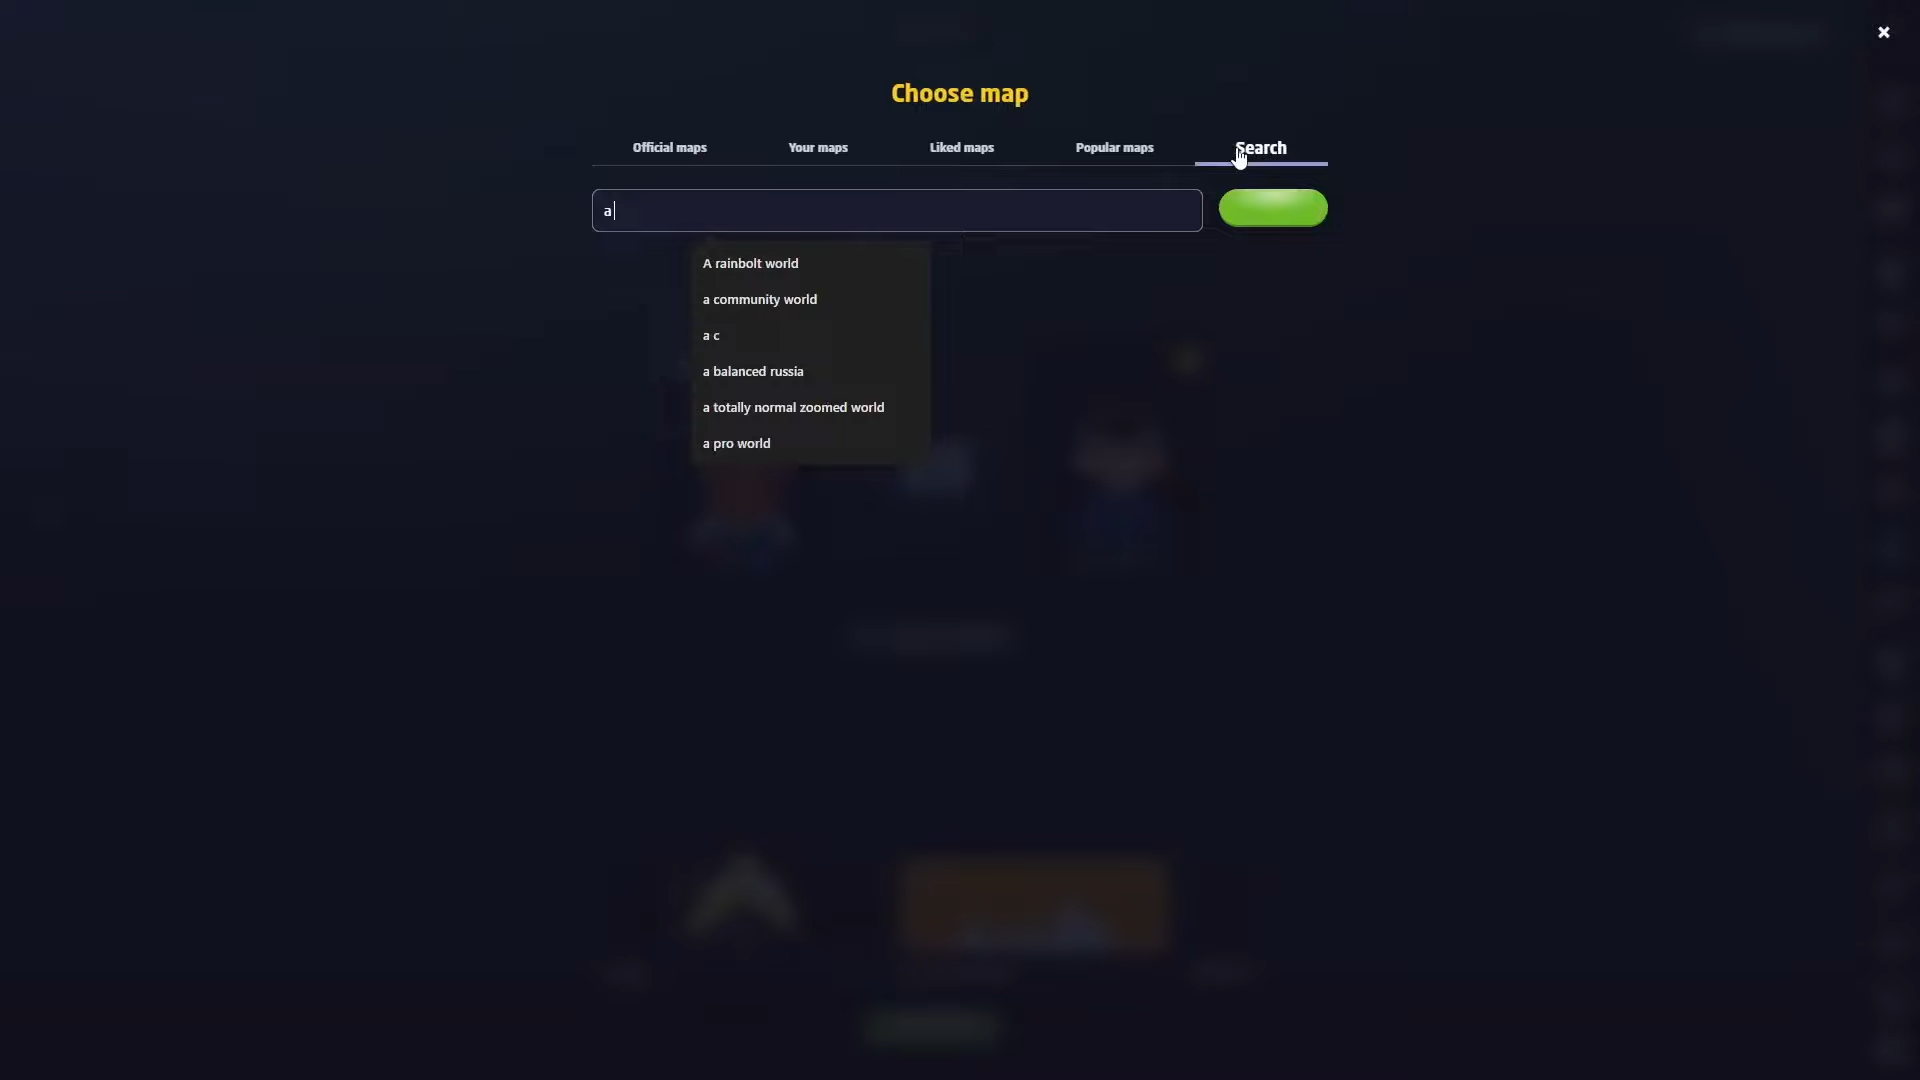 Choose map
Official maps
Your maps
Liked maps
Popular maps
Search
a
A rainbolt world
a community world
a c
a balanced russia
a totally normal zoomed world
a pro world